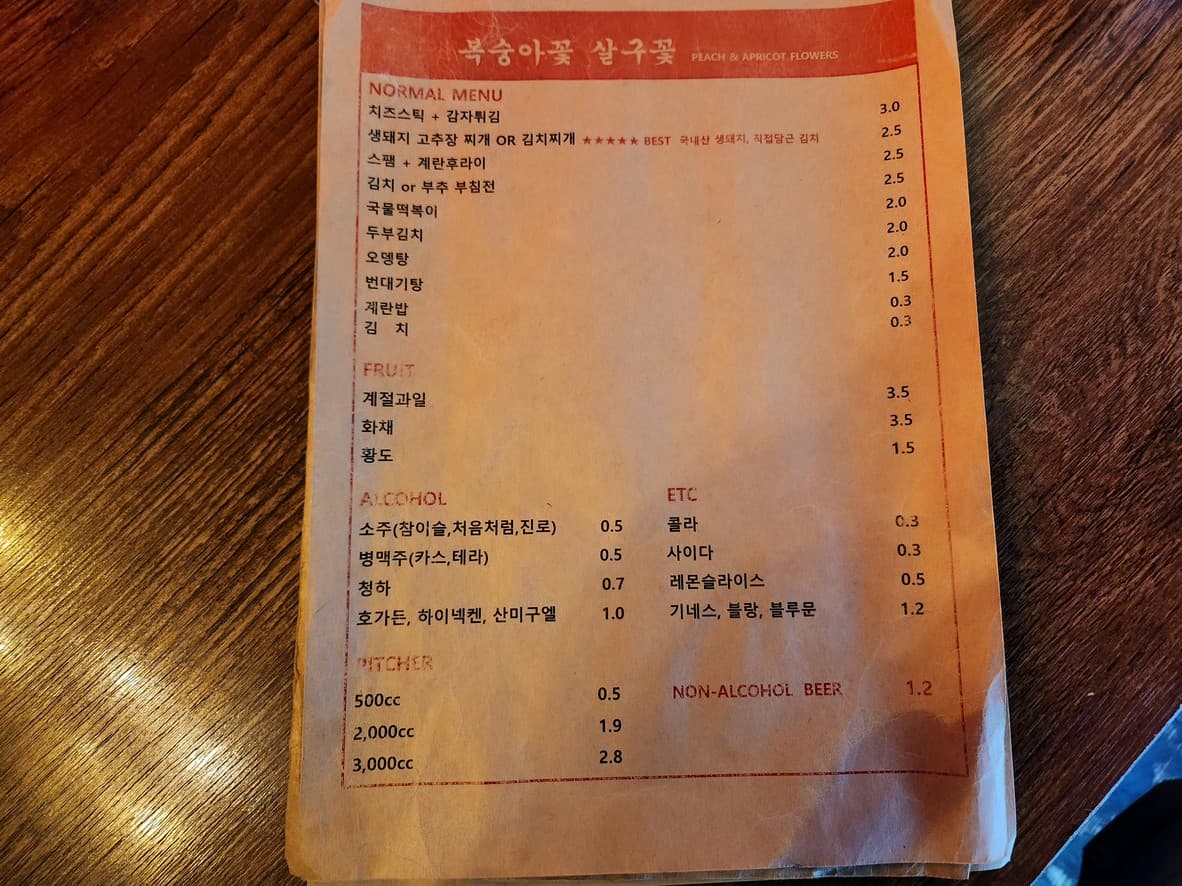 복숭아꽃 살구꽃 PEACH & APRICOT FLOWERS
NORMAL MENU
치즈스틱 + 감자튀김 3.0
생돼지 고추장 찌개 OR 김치찌개 ★★★★★ BEST 국내산 생돼지, 직접담근 김치 2.5
스팸 + 계란후라이 2.5
김치 or 부추 부침전 2.5
국물떡볶이 2.0
두부김치 2.0
오뎅탕 2.0
번대기탕 1.5
계란밥 0.3
김 치 0.3
FRUIT
계절과일 3.5
화채 3.5
황도 1.5
ALCOHOL
소주(참이슬,처음처럼,진로) 0.5
병맥주(카스,테라) 0.5
청하 0.7
호가든, 하이넥켄, 산미구엘 1.0
ETC
콜라 0.3
사이다 0.3
레몬슬라이스 0.5
기네스, 블랑, 블루문 1.2
PITCHER
500cc 0.5
2,000cc 1.9
3,000cc 2.8
NON-ALCOHOL BEER 1.2